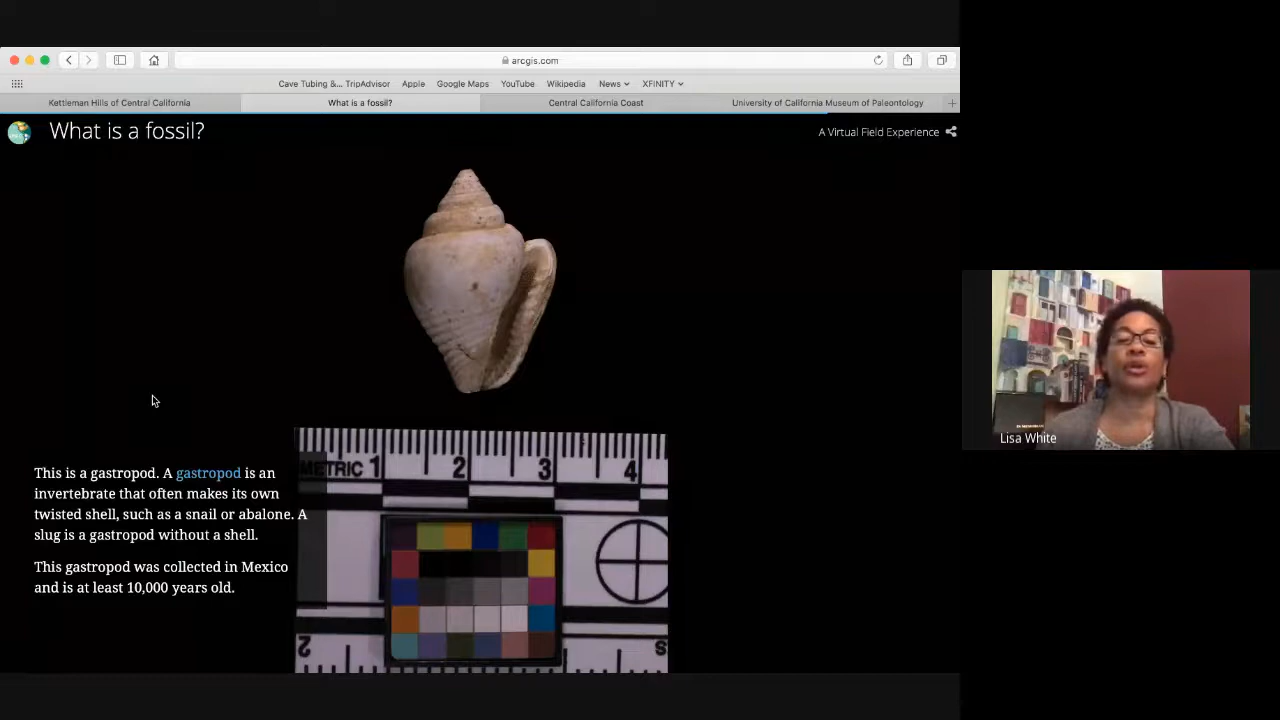 arcgis.com
Cave Tubing &... TripAdvisor Apple Google Maps YouTube Wikipedia News XFINITY
Kettleman Hills of Central California What is a fossil? Central California Coast University of California Museum of Paleontology
What is a fossil?
A Virtual Field Experience
This is a gastropod. A gastropod is an
invertebrate that often makes its own
twisted shell, such as a snail or abalone. A
slug is a gastropod without a shell.
This gastropod was collected in Mexico
and is at least 10,000 years old.
METRIC 1 2 3 4
2
Lisa White